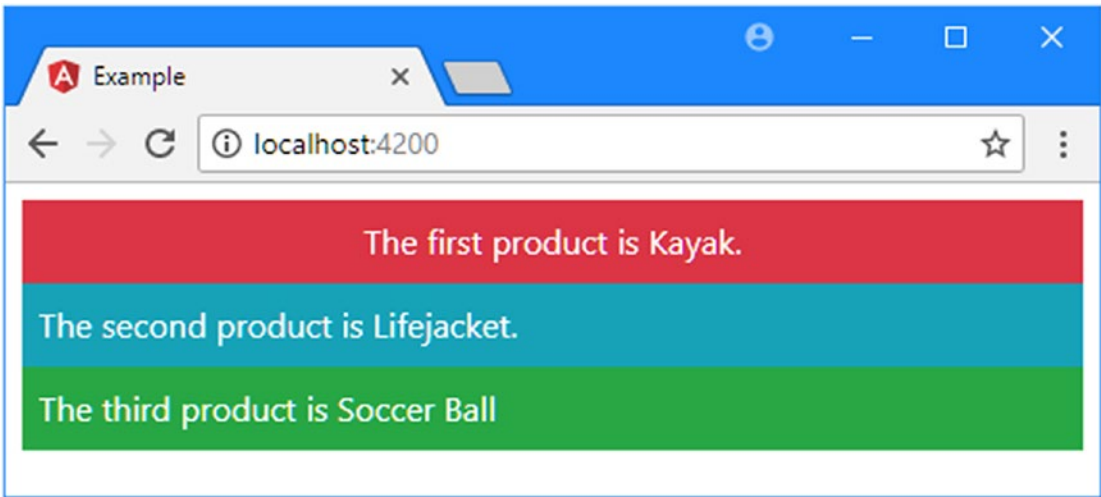 Example
localhost:4200
The first product is Kayak.
The second product is Lifejacket.
The third product is Soccer Ball